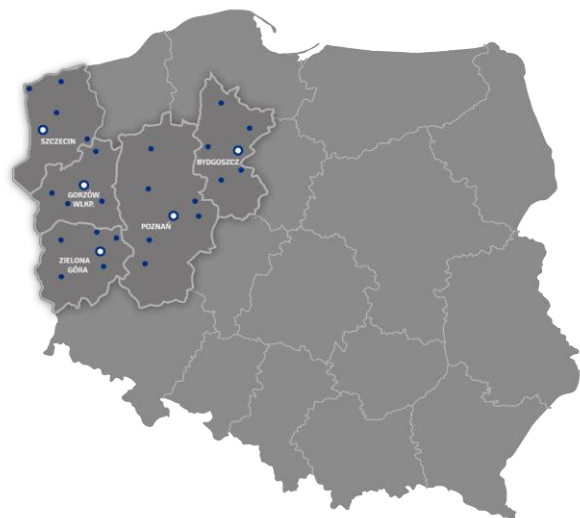 SZCZECIN
BYDGOSZCZ
GORZÓW
WLKP.
POZNAŃ
ZIELONA
GÓRA